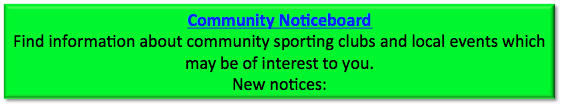 Community Noticeboard
Find information about community sporting clubs and local events which
may be of interest to you.
New notices: